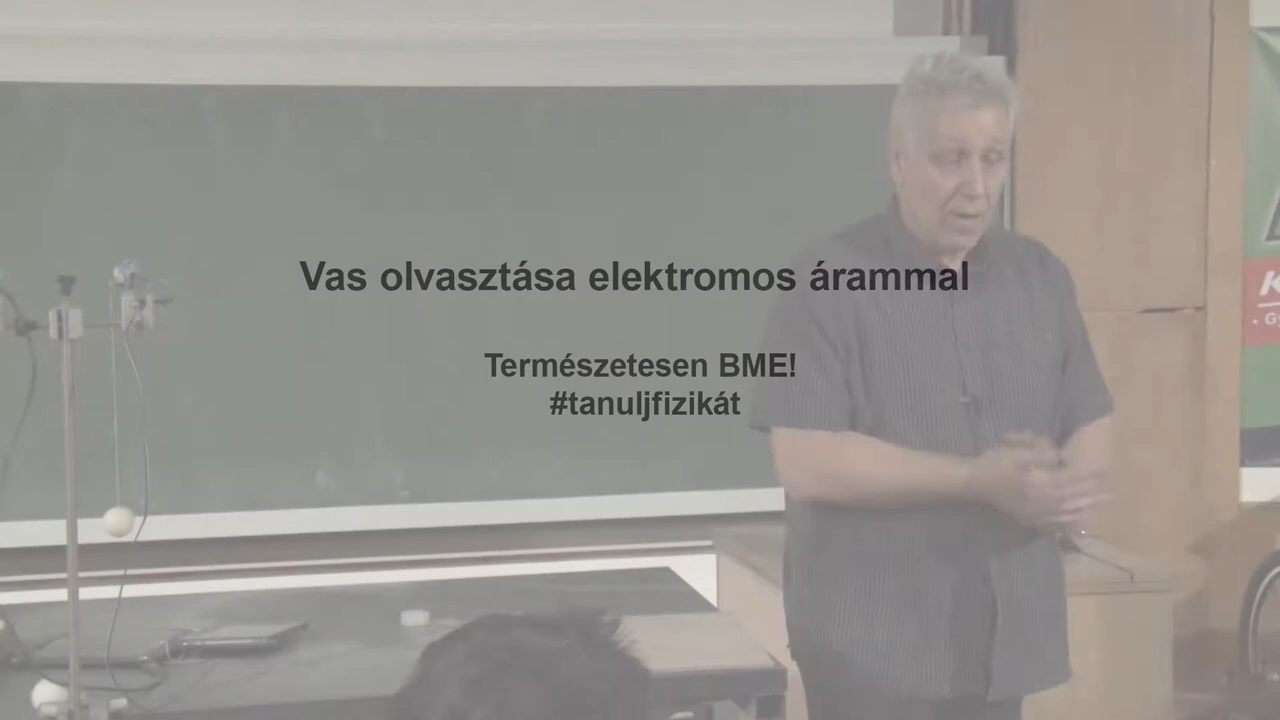 Vas olvasztása elektromos árammal
Természetesen BME!
#tanuljfizikát